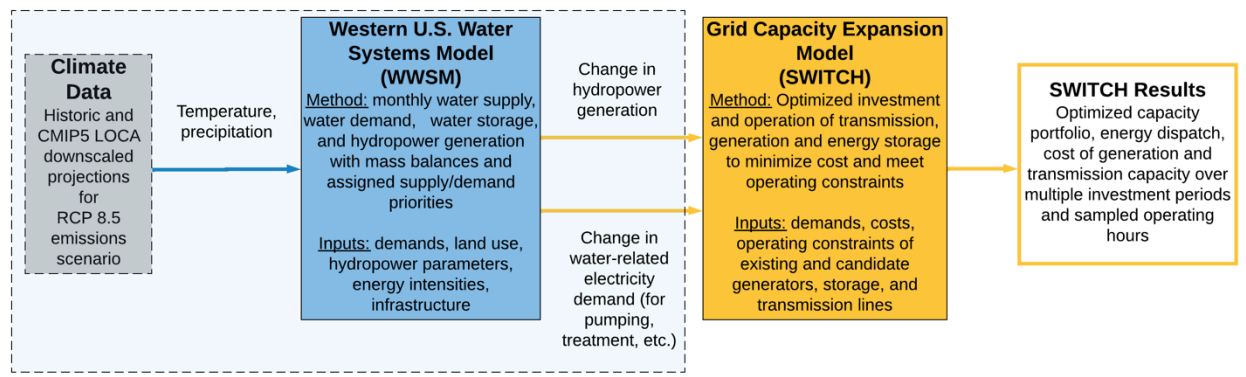 Climate
Data
Historic and
CMIP5 LOCA
downscaled
projections
for
RCP 8.5
emissions
scenario
Temperature,
precipitation
Western U.S. Water
Systems Model
(WWSM)
Method: monthly water supply,
water demand, water storage,
and hydropower generation
with mass balances and
assigned supply/demand
priorities
Inputs: demands, land use,
hydropower parameters,
energy intensities,
infrastructure
Change in
hydropower
generation
Change in
water-related
electricity
demand (for
pumping,
treatment, etc.)
Grid Capacity Expansion
Model
(SWITCH)
Method: Optimized investment
and operation of transmission,
generation and energy storage
to minimize cost and meet
operating constraints
Inputs: demands, costs,
operating constraints of
existing and candidate
generators, storage, and
transmission lines
SWITCH Results
Optimized capacity
portfolio, energy dispatch,
cost of generation and
transmission capacity over
multiple investment periods
and sampled operating
hours